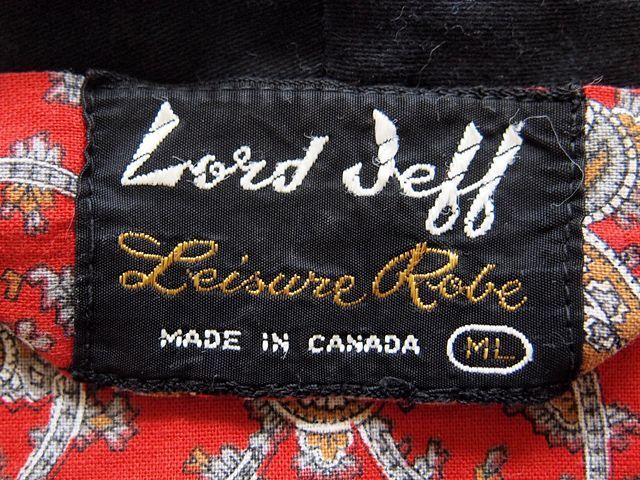 Lord Jeff
Leisure Robe
MADE IN CANADA ML